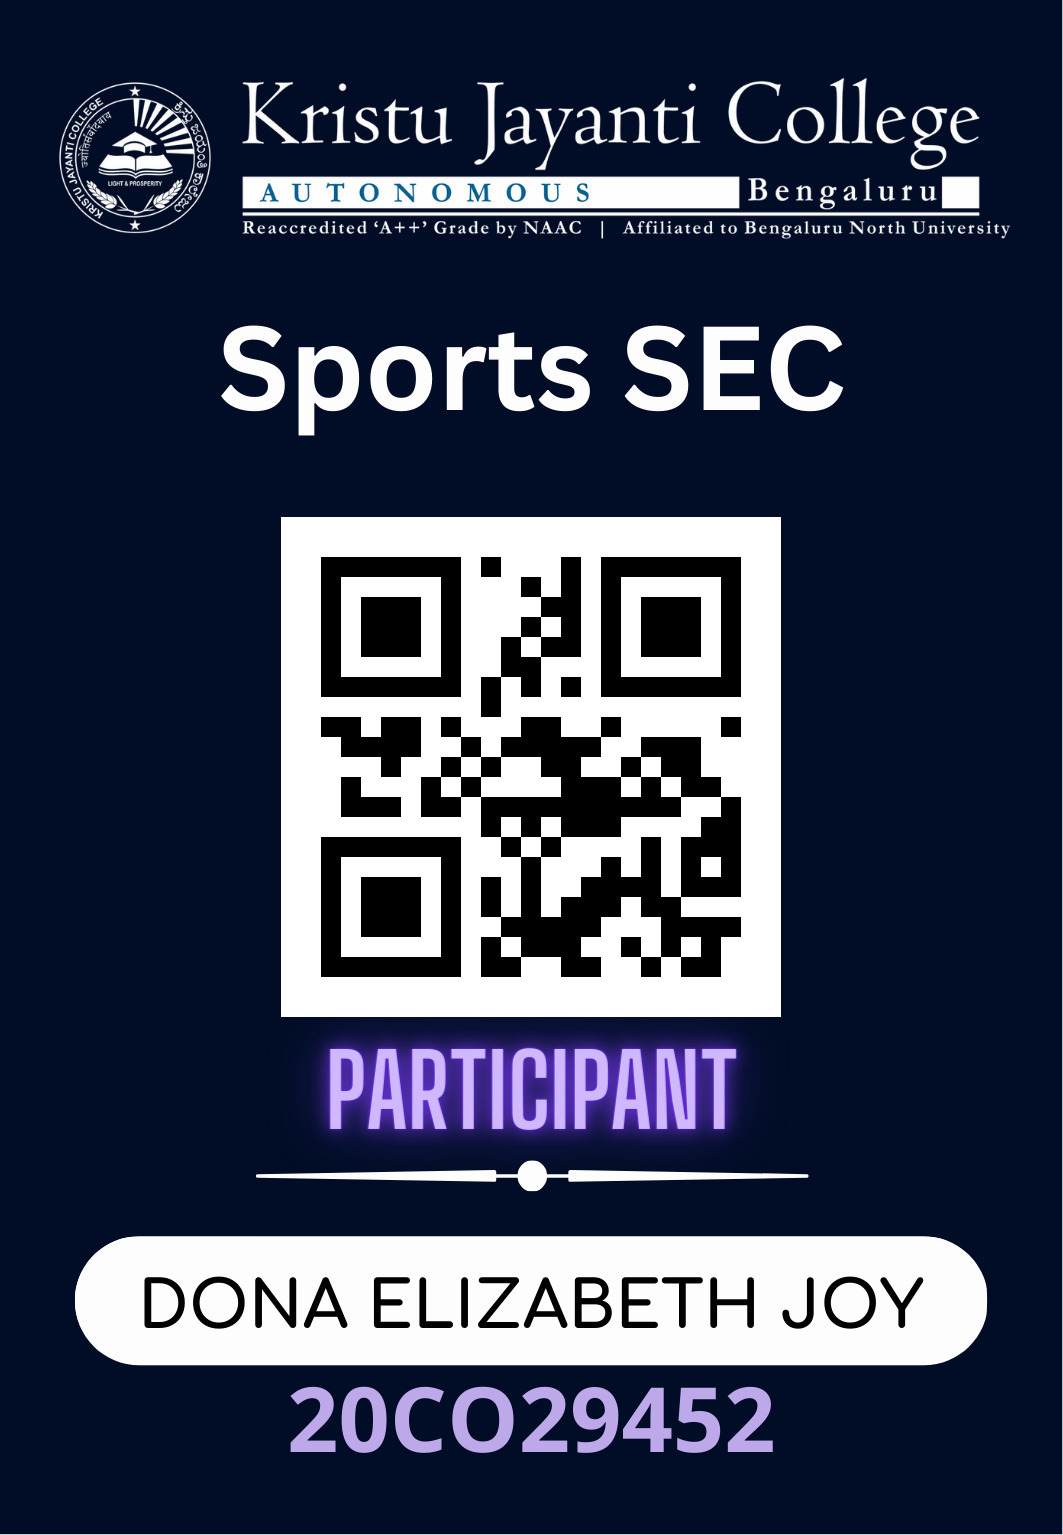 Kristu Jayanti College
AUTONOMOUS Bengaluru
Reaccredited ‘A++’ Grade by NAAC | Affiliated to Bengaluru North University
KRISTU JAYANTI COLLEGE
ಕ್ರಿಸ್ತು ಜಯಂತಿ ಕಾಲೇಜು
LIGHT & PROSPERITY
Sports SEC
PARTICIPANT
DONA ELIZABETH JOY
20CO29452